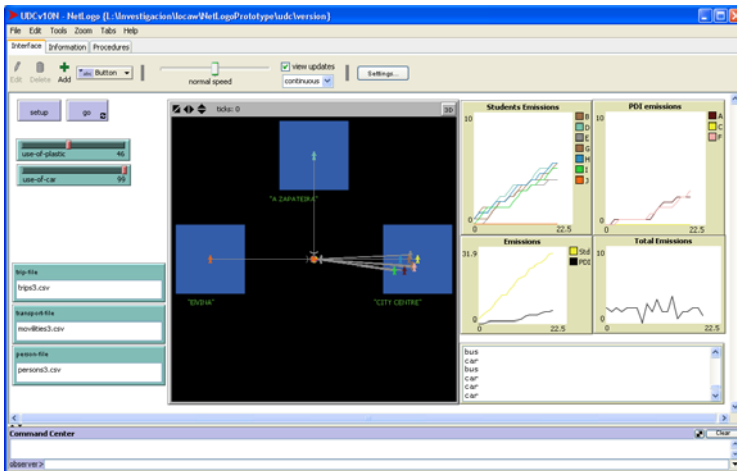 UDCv10N - NetLogo {L:\Investigacion\locaw\NetLogoPrototype\udc\version}
File Edit Tools Zoom Tabs Help
Interface Information Procedures
Edit Delete Add
Button
normal speed
view updates
continuous
Settings...
setup
go
use-of-plastic 46
use-of-car 99
trip-file
trips3.csv
transport-file
movilities3.csv
person-file
persons3.csv
ticks: 0
3D
"A ZAPATEIRA"
"ELVIÑA"
"CITY CENTRE"
Students Emissions
10
0
0 22.5
B
D
E
G
H
I
J
PDI emissions
10
0
0 22.5
A
C
F
Emissions
31.9
0
0 22.5
Std
PDI
Total Emissions
10
0
0 22.5
bus
car
bus
car
car
car
Command Center
Clear
observer>